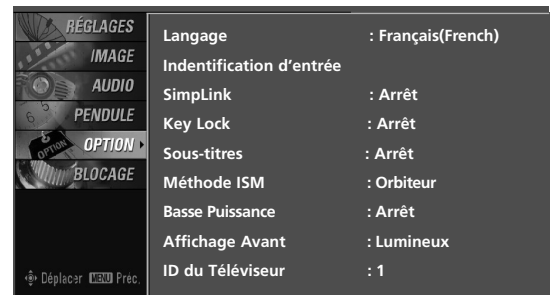 RÉGLAGES
IMAGE
AUDIO
PENDULE
OPTION
BLOCAGE
Déplacer MENU Préc.
Langage : Français(French)
Indentification d'entrée
SimpLink : Arrêt
Key Lock : Arrêt
Sous-titres : Arrêt
Méthode ISM : Orbiteur
Basse Puissance : Arrêt
Affichage Avant : Lumineux
ID du Téléviseur : 1